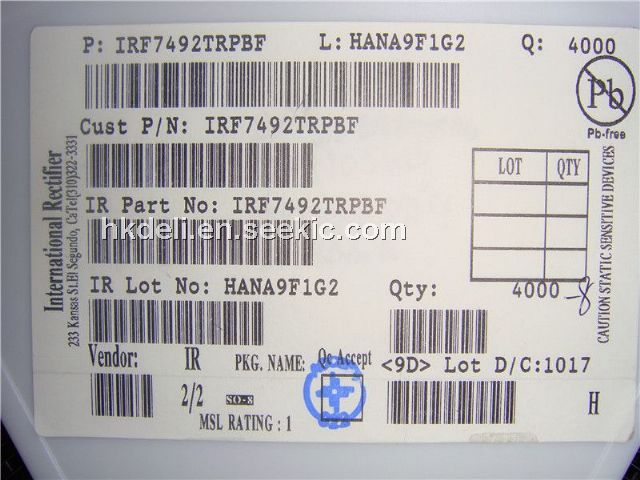 P: IRF7492TRPBF L: HANA9F1G2 Q: 4000
Pb
Pb-free
Cust P/N: IRF7492TRPBF
LOT QTY
IR Part No: IRF7492TRPBF
hkdeli.en.seekic.com
IR Lot No: HANA9F1G2 Qty: 4000-8
Vendor: IR PKG. NAME: Qc Accept <9D> Lot D/C:1017
2/2 SO-8 H
MSL RATING : 1
International Rectifier
233 Kansas St.El Segundo, Ca Tel(310)322-3331
CAUTION STATIC SENSITIVE DEVICES